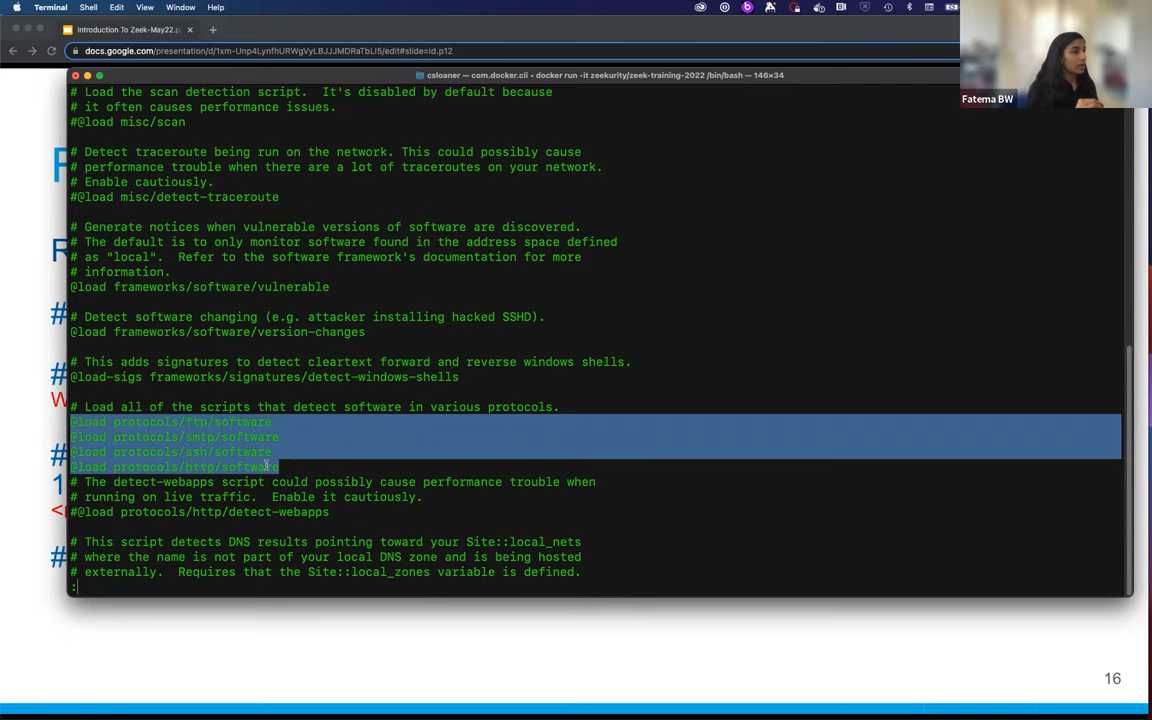 Terminal Shell Edit View Window Help
Introduction To Zeek-May22.p
docs.google.com/presentation/d/1xm-Unp4LynfhURWgVyLBJJJMDRaTbLI5/edit#slide=id.p12
csloaner — com.docker.cli • docker run -it zeekurity/zeek-training-2022 /bin/bash — 146×34
Fatema BW
# Load the scan detection script.  It's disabled by default because
# it often causes performance issues.
#@load misc/scan
# Detect traceroute being run on the network. This could possibly cause
# performance trouble when there are a lot of traceroutes on your network.
# Enable cautiously.
#@load misc/detect-traceroute
# Generate notices when vulnerable versions of software are discovered.
# The default is to only monitor software found in the address space defined
# as "local".  Refer to the software framework's documentation for more
# information.
@load frameworks/software/vulnerable
# Detect software changing (e.g. attacker installing hacked SSHD).
@load frameworks/software/version-changes
# This adds signatures to detect cleartext forward and reverse windows shells.
@load-sigs frameworks/signatures/detect-windows-shells
# Load all of the scripts that detect software in various protocols.
@load protocols/ftp/software
@load protocols/smtp/software
@load protocols/ssh/software
@load protocols/http/software
# The detect-webapps script could possibly cause performance trouble when
# running on live traffic.  Enable it cautiously.
#@load protocols/http/detect-webapps
# This script detects DNS results pointing toward your Site::local_nets
# where the name is not part of your local DNS zone and is being hosted
# externally.  Requires that the Site::local_zones variable is defined.
:
16